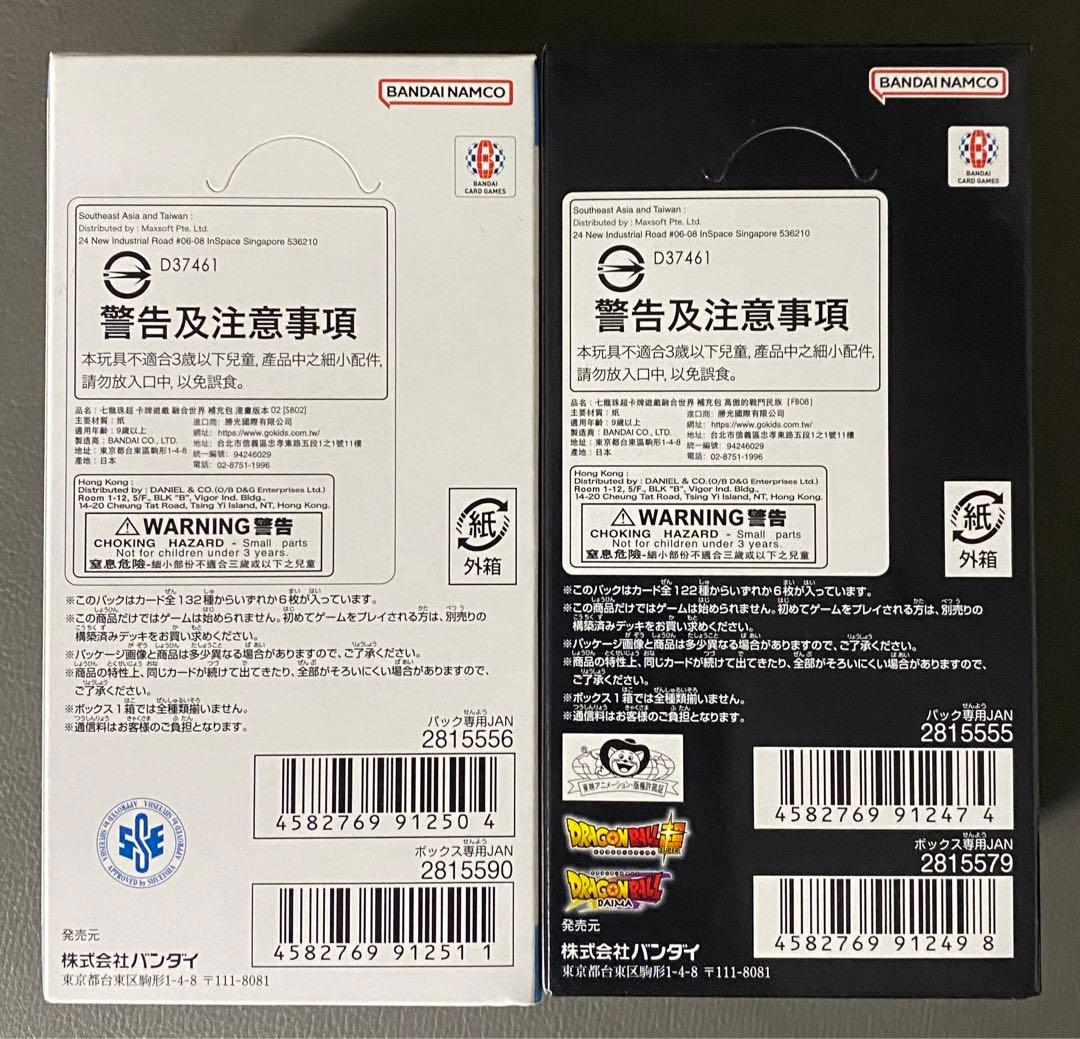 BANDAI NAMCO
BANDAI
CARD GAMES
Southeast Asia and Taiwan :
Distributed by : Maxsoft Pte. Ltd.
24 New Industrial Road #06-08 InSpace Singapore 536210
D37461
警告及注意事項
本玩具不適合3歲以下兒童, 產品中之細小配件,
請勿放入口中, 以免誤食。
品名: 七龍珠超 卡牌遊戲 融合世界 補充包 漫畫版本 02 [SB02]
主要材質: 紙
適用年齡: 9歲以上
製造商: BANDAI CO., LTD.
地址: 東京都台東區駒形1-4-8
產地: 日本
進口商: 勝光國際有限公司
網址: https://www.gokids.com.tw/
地址: 台北市信義區忠孝東路五段1之1號11樓
統一編號: 94246029
電話: 02-8751-1996
Hong Kong :
Distributed by : DANIEL & CO.(O/B D&G Enterprises Ltd.)
Room 1-12, 5/F., BLK "B", Vigor Ind. Bldg.,
14-20 Cheung Tat Road, Tsing Yi Island, NT, Hong Kong.
WARNING 警告
CHOKING HAZARD - Small parts
Not for children under 3 years.
窒息危險-細小部份不適合三歲或以下之兒童
紙
外箱
※このパックはカード全132種からいずれか6枚が入っています。
※この商品だけではゲームは始められません。初めてゲームをプレイされる方は、別売りの
構築済みデッキをお買い求めください。
※パッケージ画像と商品は多少異なる場合がありますので、ご了承ください。
※商品の特性上、同じカードが続けて出てきたり、全部がそろいにくい場合がありますので、
ご了承ください。
※ボックス1箱では全種類揃いません。
※通信料はお客様のご負担となります。
パック専用JAN
2815556
4582769 91250 4
ボックス専用JAN
2815590
4582769 91251 1
APPROVED by SHUEISHA
発売元
株式会社バンダイ
東京都台東区駒形1-4-8 〒111-8081
BANDAI NAMCO
BANDAI
CARD GAMES
Southeast Asia and Taiwan :
Distributed by : Maxsoft Pte. Ltd.
24 New Industrial Road #06-08 InSpace Singapore 536210
D37461
警告及注意事項
本玩具不適合3歲以下兒童, 產品中之細小配件,
請勿放入口中, 以免誤食。
品名: 七龍珠超 卡牌遊戲 融合世界 補充包 高傲的戰鬥民族 [FB08]
主要材質: 紙
適用年齡: 9歲以上
製造商: BANDAI CO., LTD.
地址: 東京都台東區駒形1-4-8
產地: 日本
進口商: 勝光國際有限公司
網址: https://www.gokids.com.tw/
地址: 台北市信義區忠孝東路五段1之1號11樓
統一編號: 94246029
電話: 02-8751-1996
Hong Kong :
Distributed by : DANIEL & CO.(O/B D&G Enterprises Ltd.)
Room 1-12, 5/F., BLK "B", Vigor Ind. Bldg.,
14-20 Cheung Tat Road, Tsing Yi Island, NT, Hong Kong.
WARNING 警告
CHOKING HAZARD - Small parts
Not for children under 3 years.
窒息危險-細小部份不適合三歲或以下之兒童
紙
外箱
※このパックはカード全122種からいずれか6枚が入っています。
※この商品だけではゲームは始められません。初めてゲームをプレイされる方は、別売りの
構築済みデッキをお買い求めください。
※パッケージ画像と商品は多少異なる場合がありますので、ご了承ください。
※商品の特性上、同じカードが続けて出てきたり、全部がそろいにくい場合がありますので、
ご了承ください。
※ボックス1箱では全種類揃いません。
※通信料はお客様のご負担となります。
パック専用JAN
2815555
4582769 91247 4
東映アニメーション・版権許諾証
DRAGON BALL超
SUPER
ボックス専用JAN
2815579
DRAGON BALL
DAIMA
4582769 91249 8
発売元
株式会社バンダイ
東京都台東区駒形1-4-8 〒111-8081